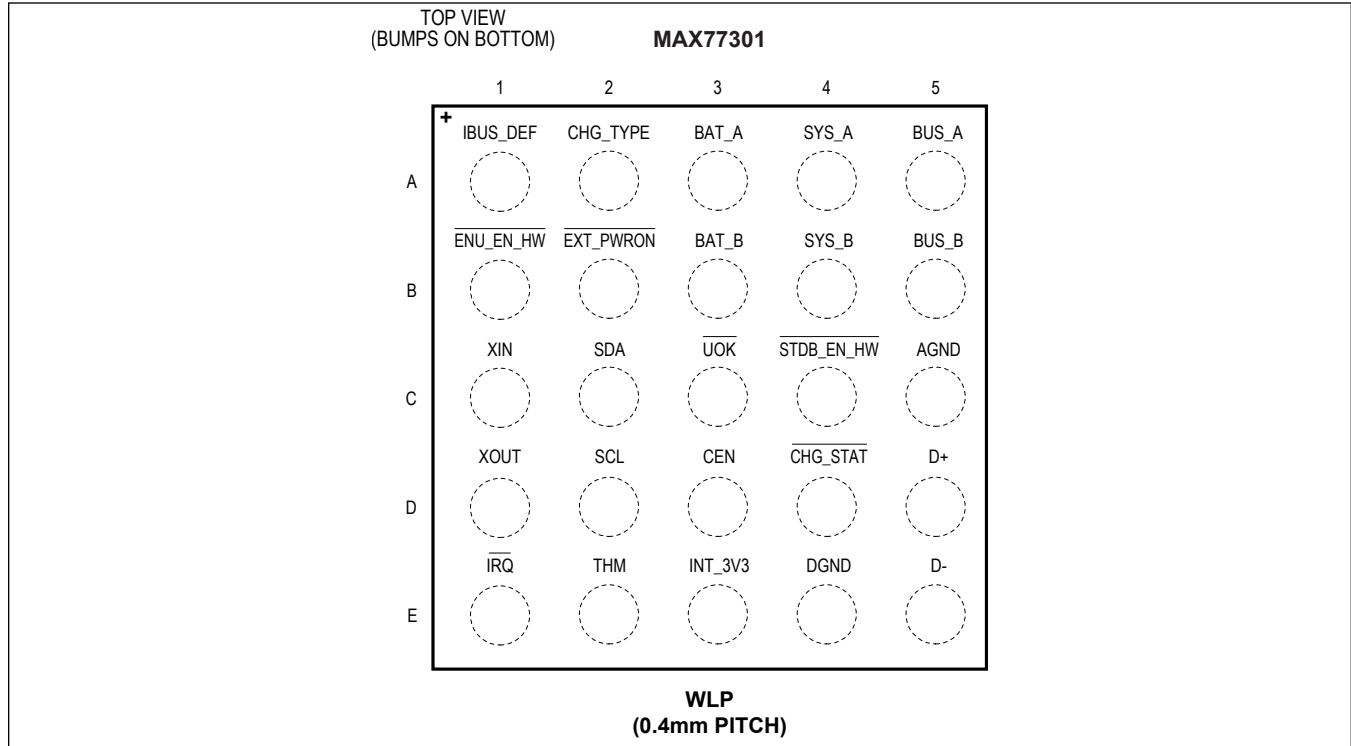 TOP VIEW
(BUMPS ON BOTTOM)
MAX77301
1 2 3 4 5
+
IBUS_DEF CHG_TYPE BAT_A SYS_A BUS_A
A
ENU_EN_HW EXT_PWRON BAT_B SYS_B BUS_B
B
XIN SDA UOK STDB_EN_HW AGND
C
XOUT SCL CEN CHG_STAT D+
D
IRQ THM INT_3V3 DGND D-
E
WLP
(0.4mm PITCH)